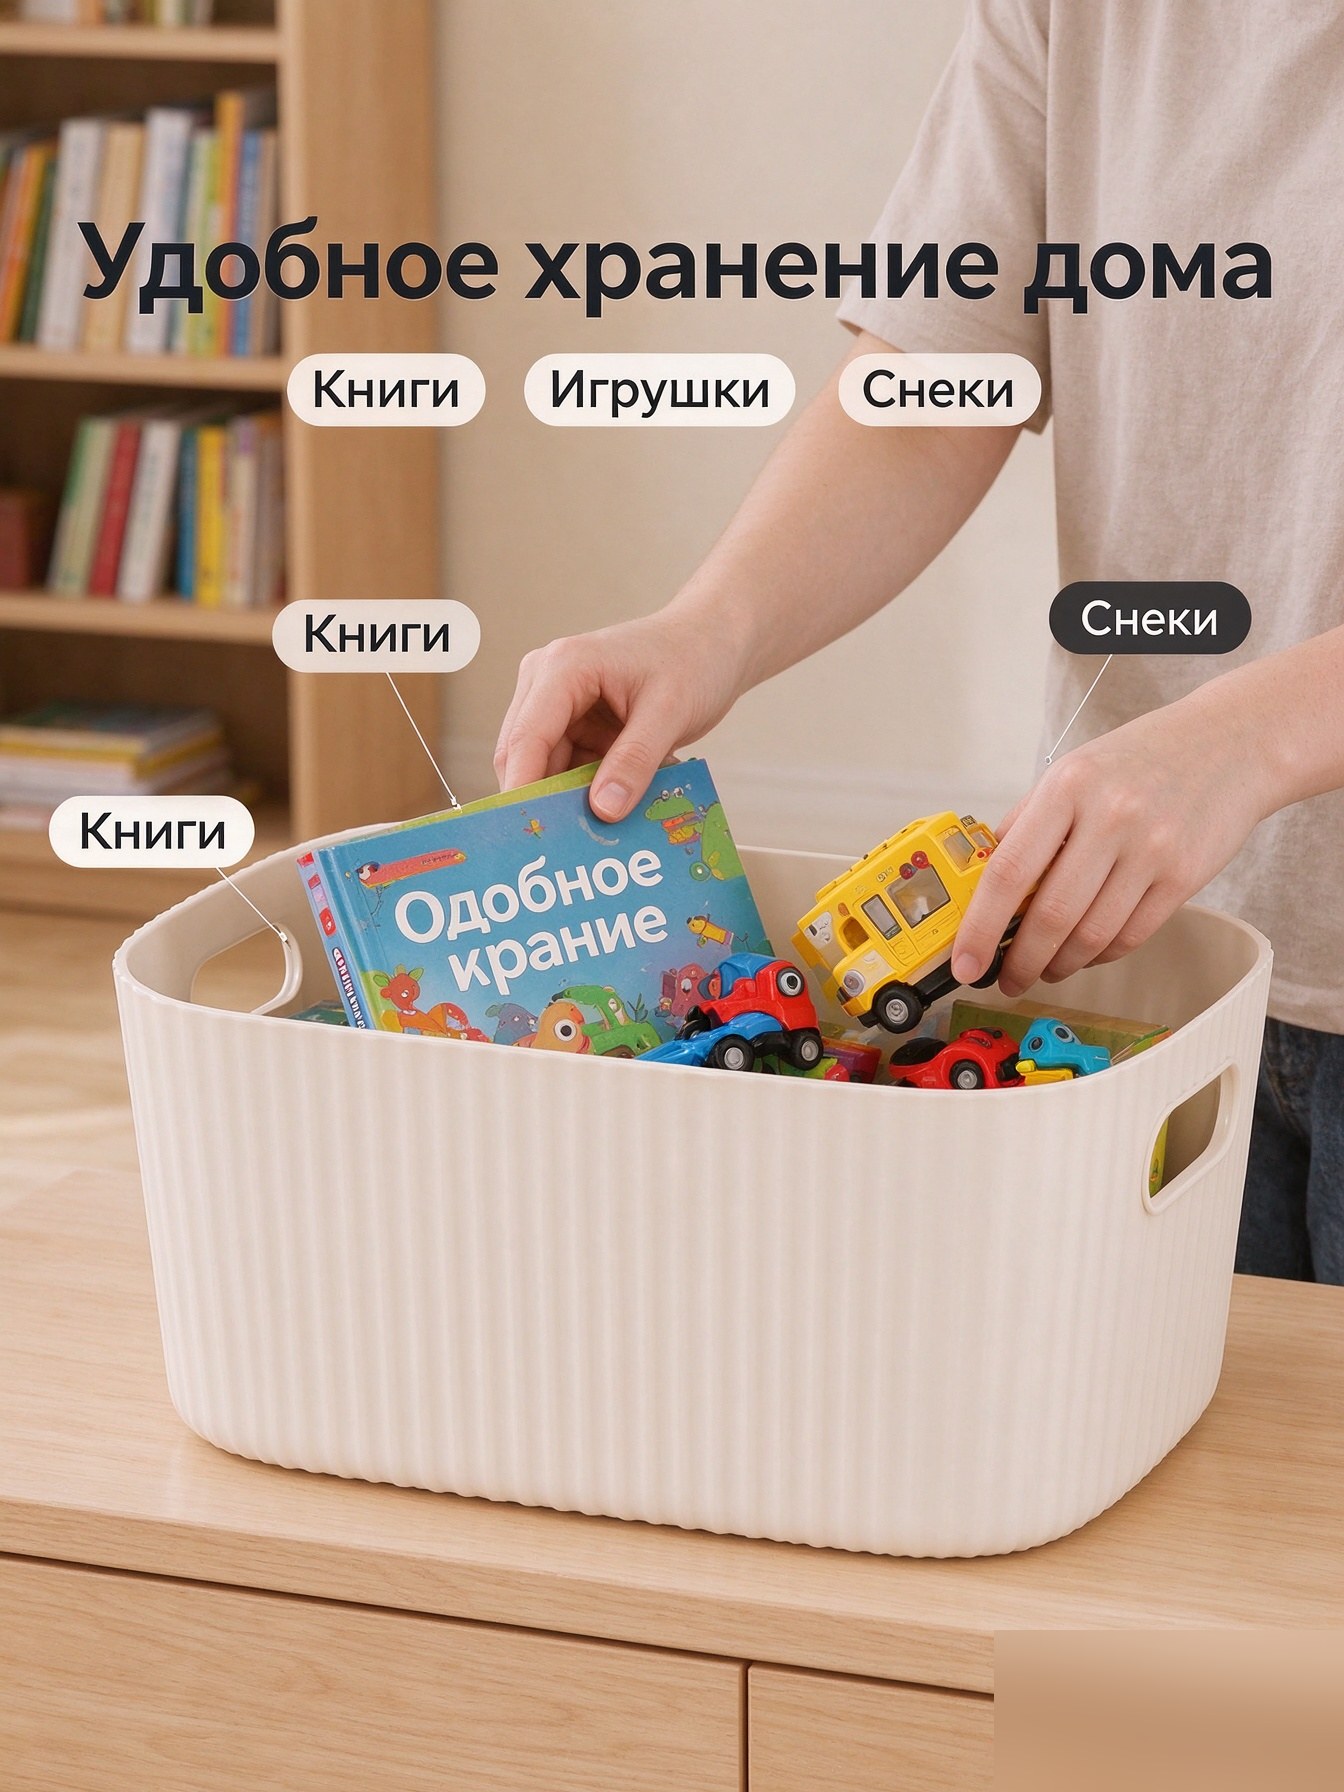 Удобное хранение дома
Книги Игрушки Снеки
Книги
Снеки
Книги
Одобное
крание